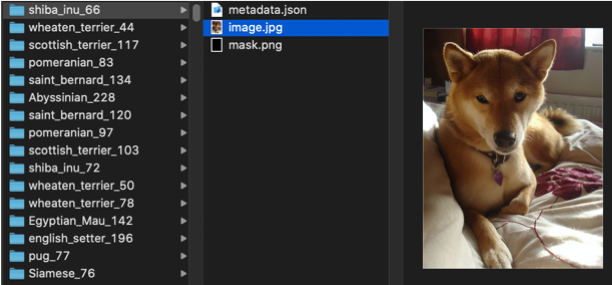 shiba_inu_66
wheaten_terrier_44
scottish_terrier_117
pomeranian_83
saint_bernard_134
Abyssinian_228
saint_bernard_120
pomeranian_97
scottish_terrier_103
shiba_inu_72
wheaten_terrier_50
wheaten_terrier_78
Egyptian_Mau_142
english_setter_196
pug_77
Siamese_76
metadata.json
image.jpg
mask.png